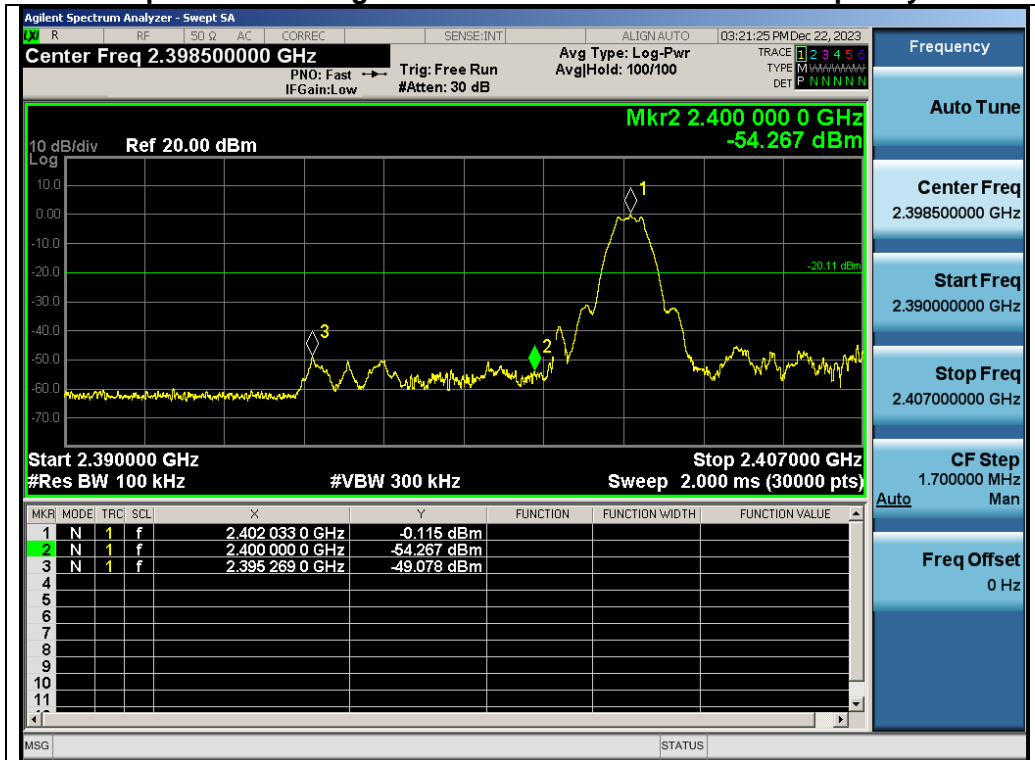 Agilent Spectrum Analyzer - Swept SA
LXI R RF 50 Ω AC CORREC SENSE:INT ALIGN AUTO 03:21:25 PM Dec 22, 2023
Center Freq 2.398500000 GHz
PNO: Fast
IFGain:Low
Trig: Free Run
#Atten: 30 dB
Avg Type: Log-Pwr
Avg|Hold: 100/100
TRACE 1 2 3 4 5 6
TYPE M WWWWW
DET P N N N N N
Mkr2 2.400 000 0 GHz
-54.267 dBm
10 dB/div
Log
Ref 20.00 dBm
10.0
0.00
-10.0
-20.0
-30.0
-40.0
-50.0
-60.0
-70.0
1
2
3
-20.11 dBm
Start 2.390000 GHz
Stop 2.407000 GHz
#Res BW 100 kHz
#VBW 300 kHz
Sweep 2.000 ms (30000 pts)
MKR MODE TRC SCL X Y FUNCTION FUNCTION WIDTH FUNCTION VALUE
1 N 1 f 2.402 033 0 GHz -0.115 dBm
2 N 1 f 2.400 000 0 GHz -54.267 dBm
3 N 1 f 2.395 269 0 GHz -49.078 dBm
4
5
6
7
8
9
10
11
MSG
STATUS
Frequency
Auto Tune
Center Freq
2.398500000 GHz
Start Freq
2.390000000 GHz
Stop Freq
2.407000000 GHz
CF Step
1.700000 MHz
Auto Man
Freq Offset
0 Hz